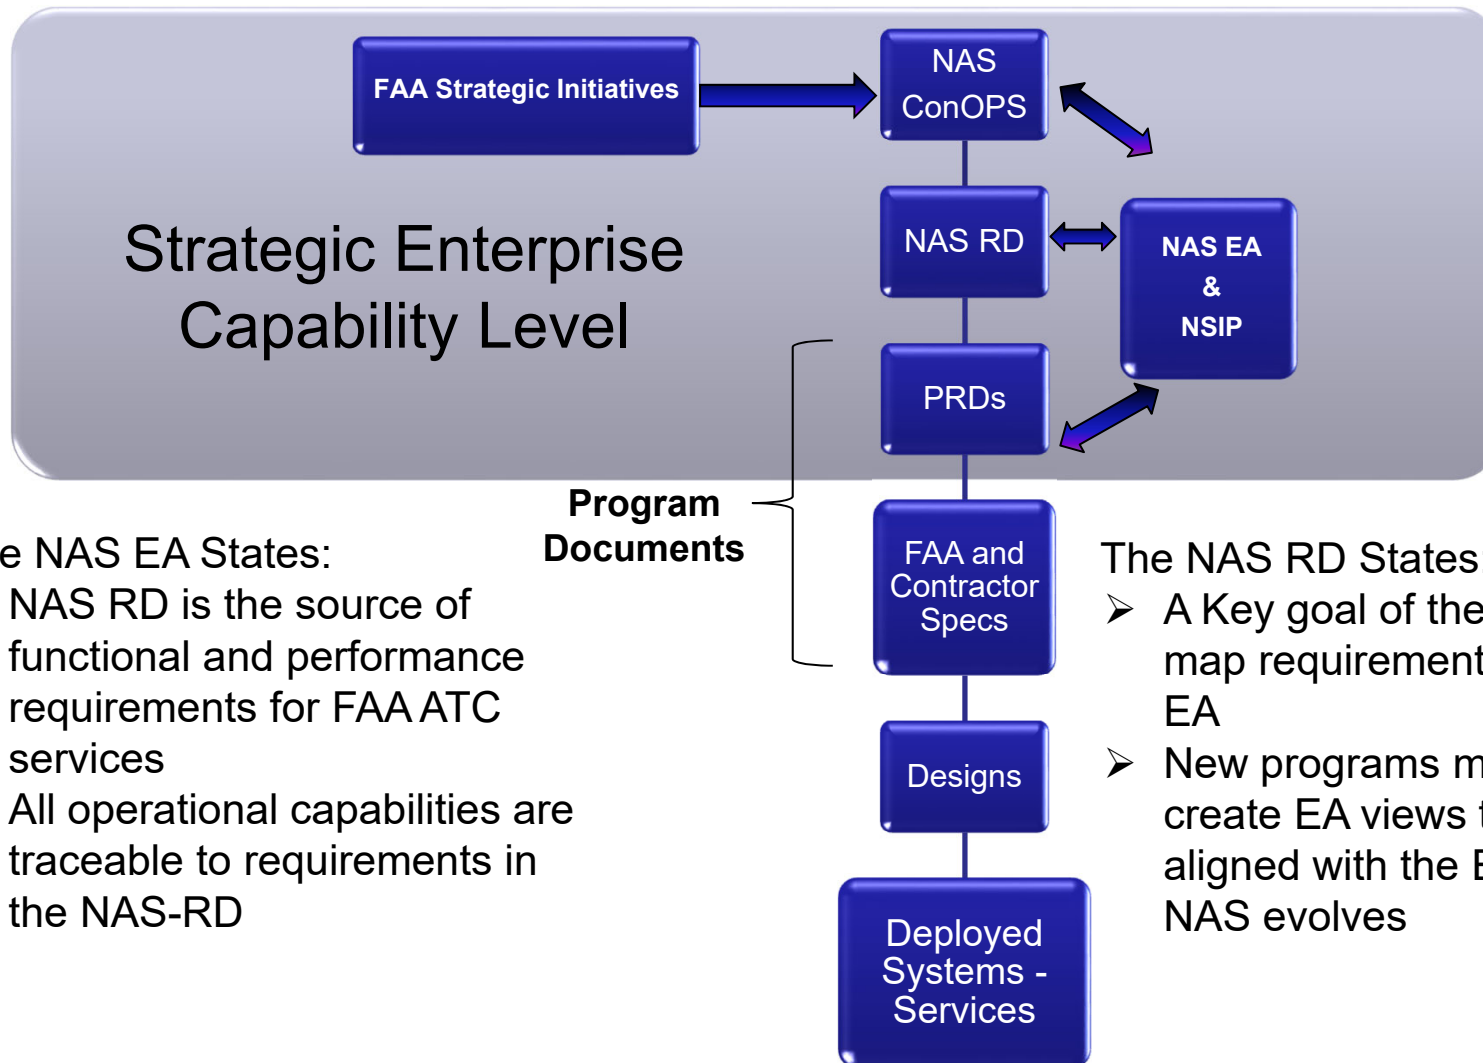 FAA Strategic Initiatives
NAS
ConOPS
Strategic Enterprise
Capability Level
NAS RD
NAS EA
&
NSIP
PRDs
Program
Documents
FAA and
Contractor
Specs
Designs
Deployed
Systems -
Services
e NAS EA States:
NAS RD is the source of
functional and performance
requirements for FAA ATC
services
All operational capabilities are
traceable to requirements in
the NAS-RD
The NAS RD States
➢ A Key goal of the
map requirement
EA
➢ New programs m
create EA views t
aligned with the E
NAS evolves